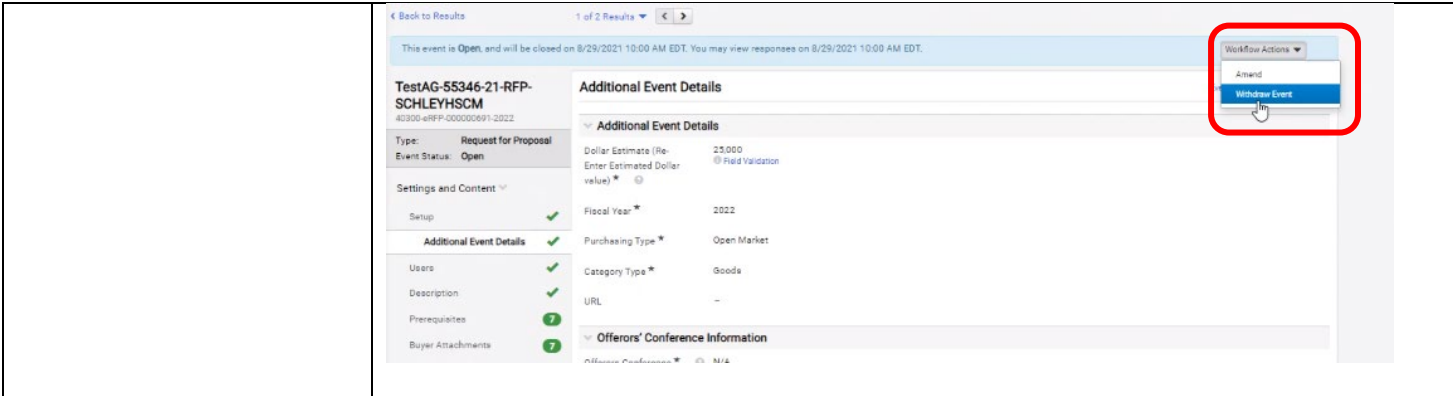 Back to Results
1 of 2 Results
This event is Open, and will be closed on 8/29/2021 10:00 AM EDT. You may view responses on 8/29/2021 10:00 AM EDT.
Workflow Actions
Amend
Withdraw Event
TestAG-55346-21-RFP-
SCHLEYHSCM
40300-eRFP-000000691-2022
Type: Request for Proposal
Event Status: Open
Settings and Content
Setup
Additional Event Details
Users
Description
Prerequisites 7
Buyer Attachments 7
Additional Event Details
Additional Event Details
Dollar Estimate (Re-
Enter Estimated Dollar
value) ★
25,000
Field Validation
Fiscal Year ★ 2022
Purchasing Type ★ Open Market
Category Type ★ Goods
URL –
Offerors' Conference Information
Offerors Conference ★ N/A